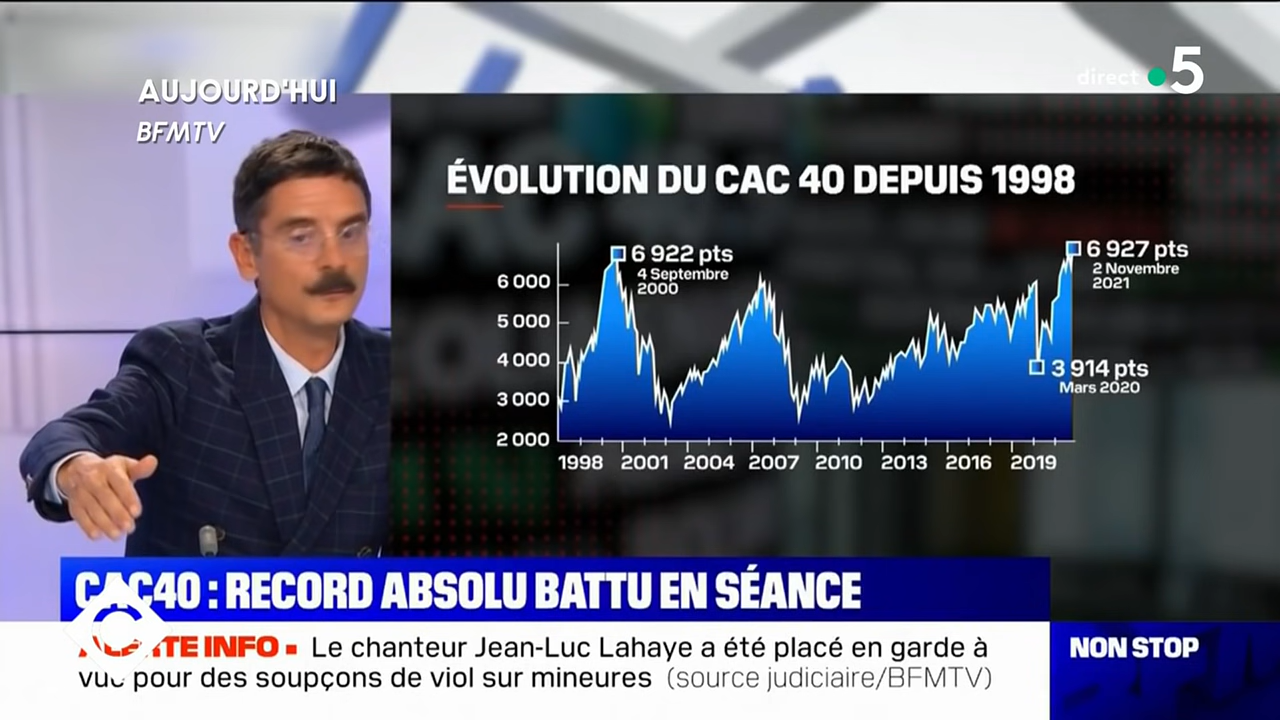 AUJOURD'HUI
BFMTV
direct 5
ÉVOLUTION DU CAC 40 DEPUIS 1998
6 922 pts
4 Septembre
2000
6 927 pts
2 Novembre
2021
3 914 pts
Mars 2020
6 000
5 000
4 000
3 000
2 000
1998 2001 2004 2007 2010 2013 2016 2019
CAC40 : RECORD ABSOLU BATTU EN SÉANCE
ALERTE INFO ▪ Le chanteur Jean-Luc Lahaye a été placé en garde à
vue pour des soupçons de viol sur mineures (source judiciaire/BFMTV)
NON STOP